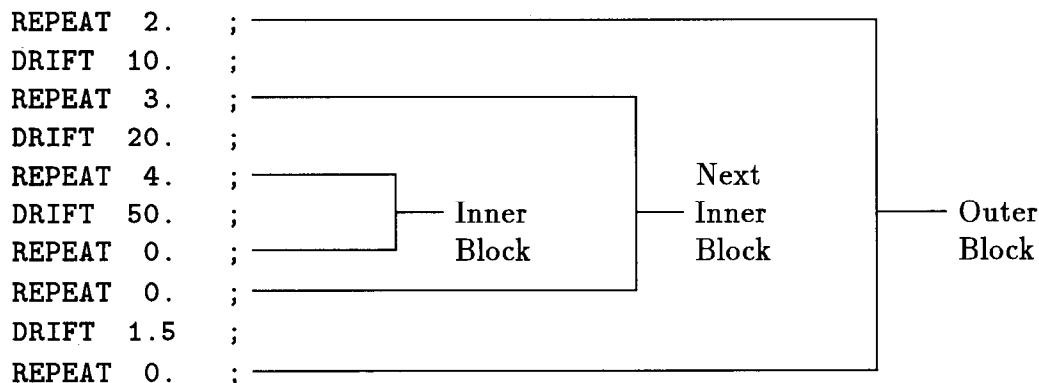 REPEAT 2. ;
DRIFT 10. ;
REPEAT 3. ;
DRIFT 20. ;
REPEAT 4. ;
DRIFT 50. ;
REPEAT 0. ;
REPEAT 0. ;
DRIFT 1.5 ;
REPEAT 0. ;
Inner
Block
Next
Inner
Block
Outer
Block